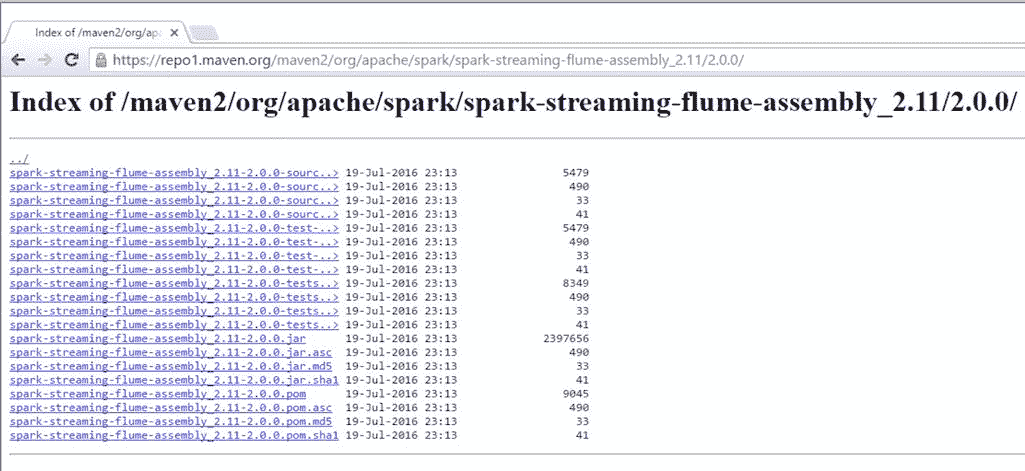 Index of /maven2/org/apa
https://repo1.maven.org/maven2/org/apache/spark/spark-streaming-flume-assembly_2.11/2.0.0/
Index of /maven2/org/apache/spark/spark-streaming-flume-assembly_2.11/2.0.0/
../
spark-streaming-flume-assembly_2.11-2.0.0-sourc..> 19-Jul-2016 23:13 5479
spark-streaming-flume-assembly_2.11-2.0.0-sourc..> 19-Jul-2016 23:13 490
spark-streaming-flume-assembly_2.11-2.0.0-sourc..> 19-Jul-2016 23:13 33
spark-streaming-flume-assembly_2.11-2.0.0-sourc..> 19-Jul-2016 23:13 41
spark-streaming-flume-assembly_2.11-2.0.0-test-..> 19-Jul-2016 23:13 5479
spark-streaming-flume-assembly_2.11-2.0.0-test-..> 19-Jul-2016 23:13 490
spark-streaming-flume-assembly_2.11-2.0.0-test-..> 19-Jul-2016 23:13 33
spark-streaming-flume-assembly_2.11-2.0.0-test-..> 19-Jul-2016 23:13 41
spark-streaming-flume-assembly_2.11-2.0.0-tests..> 19-Jul-2016 23:13 8349
spark-streaming-flume-assembly_2.11-2.0.0-tests..> 19-Jul-2016 23:13 490
spark-streaming-flume-assembly_2.11-2.0.0-tests..> 19-Jul-2016 23:13 33
spark-streaming-flume-assembly_2.11-2.0.0-tests..> 19-Jul-2016 23:13 41
spark-streaming-flume-assembly_2.11-2.0.0.jar 19-Jul-2016 23:13 2397656
spark-streaming-flume-assembly_2.11-2.0.0.jar.asc 19-Jul-2016 23:13 490
spark-streaming-flume-assembly_2.11-2.0.0.jar.md5 19-Jul-2016 23:13 33
spark-streaming-flume-assembly_2.11-2.0.0.jar.sha1 19-Jul-2016 23:13 41
spark-streaming-flume-assembly_2.11-2.0.0.pom 19-Jul-2016 23:13 9045
spark-streaming-flume-assembly_2.11-2.0.0.pom.asc 19-Jul-2016 23:13 490
spark-streaming-flume-assembly_2.11-2.0.0.pom.md5 19-Jul-2016 23:13 33
spark-streaming-flume-assembly_2.11-2.0.0.pom.sha1 19-Jul-2016 23:13 41